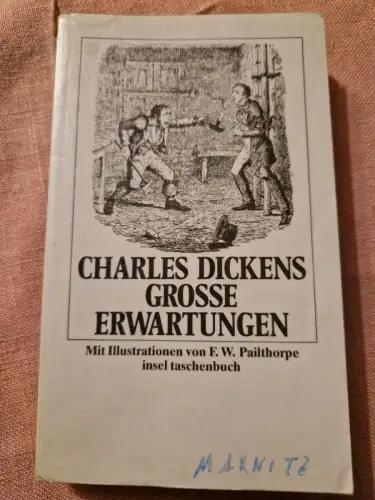 CHARLES DICKENS
GROSSE
ERWARTUNGEN
Mit Illustrationen von F. W. Pailthorpe
insel taschenbuch
MARNITZ